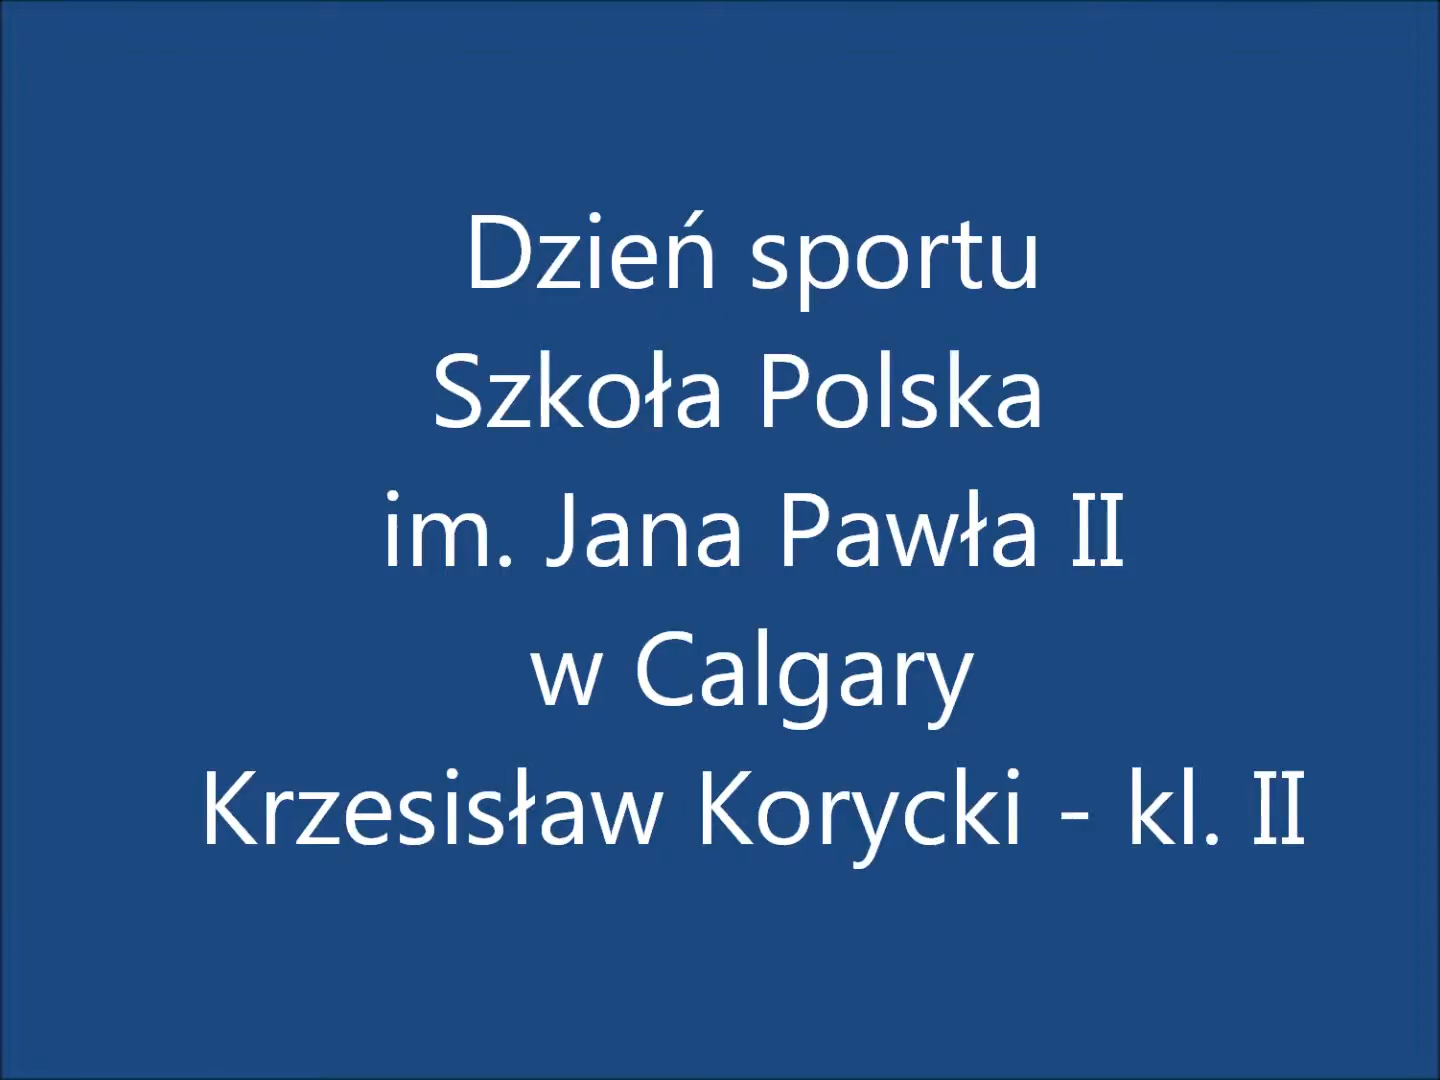 Dzień sportu
Szkoła Polska
im. Jana Pawła II
w Calgary
Krzesisław Korycki - kl. II